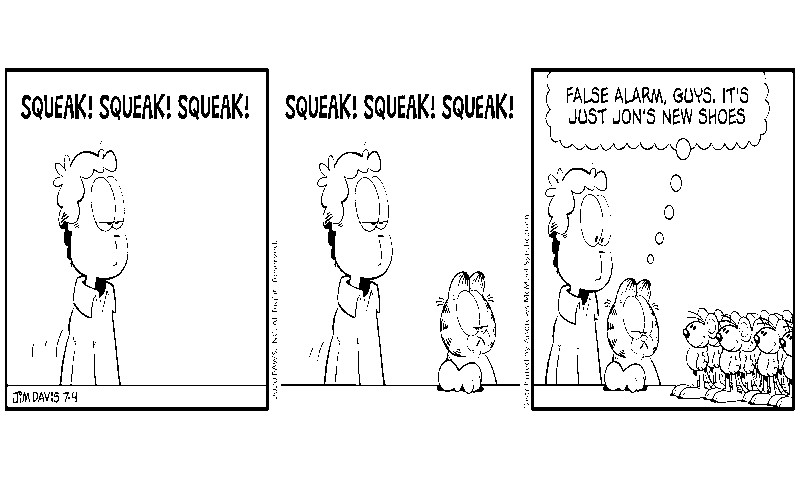 SQUEAK! SQUEAK! SQUEAK!
JIM DAVIS 7-4
SQUEAK! SQUEAK! SQUEAK!
FALSE ALARM, GUYS. IT'S
JUST JON'S NEW SHOES